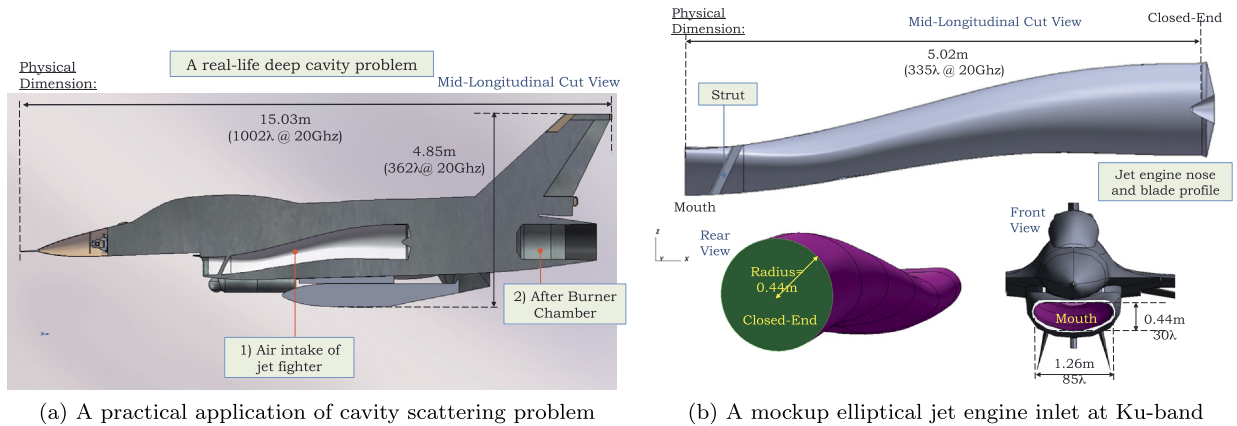 A real-life deep cavity problem
Physical
Dimension:
Mid-Longitudinal Cut View
15.03m
(1002λ @ 20Ghz)
4.85m
(362λ@ 20Ghz)
2) After Burner
Chamber
1) Air intake of
jet fighter
(a) A practical application of cavity scattering problem
Physical
Dimension:
Mid-Longitudinal Cut View
Closed-End
5.02m
(335λ @ 20Ghz)
Strut
Jet engine nose
and blade profile
Mouth
z
Y
X
Rear
View
Radius=
0.44m
Closed-End
Front
View
Mouth
0.44m
30λ
1.26m
85λ
(b) A mockup elliptical jet engine inlet at Ku-band